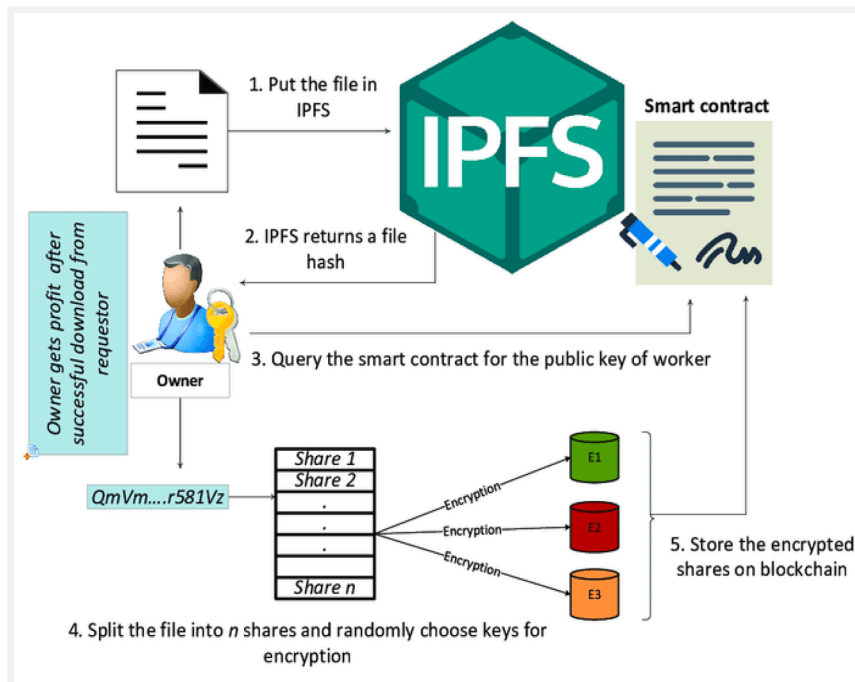 1. Put the file in
IPFS
IPFS
Smart contract
2. IPFS returns a file
hash
Owner gets profit after
successful download from
requestor
Owner
3. Query the smart contract for the public key of worker
QmVm....r581Vz
Share 1
Share 2
.
.
.
Share n
Encryption
Encryption
Encryption
E1
E2
E3
5. Store the encrypted
shares on blockchain
4. Split the file into n shares and randomly choose keys for
encryption